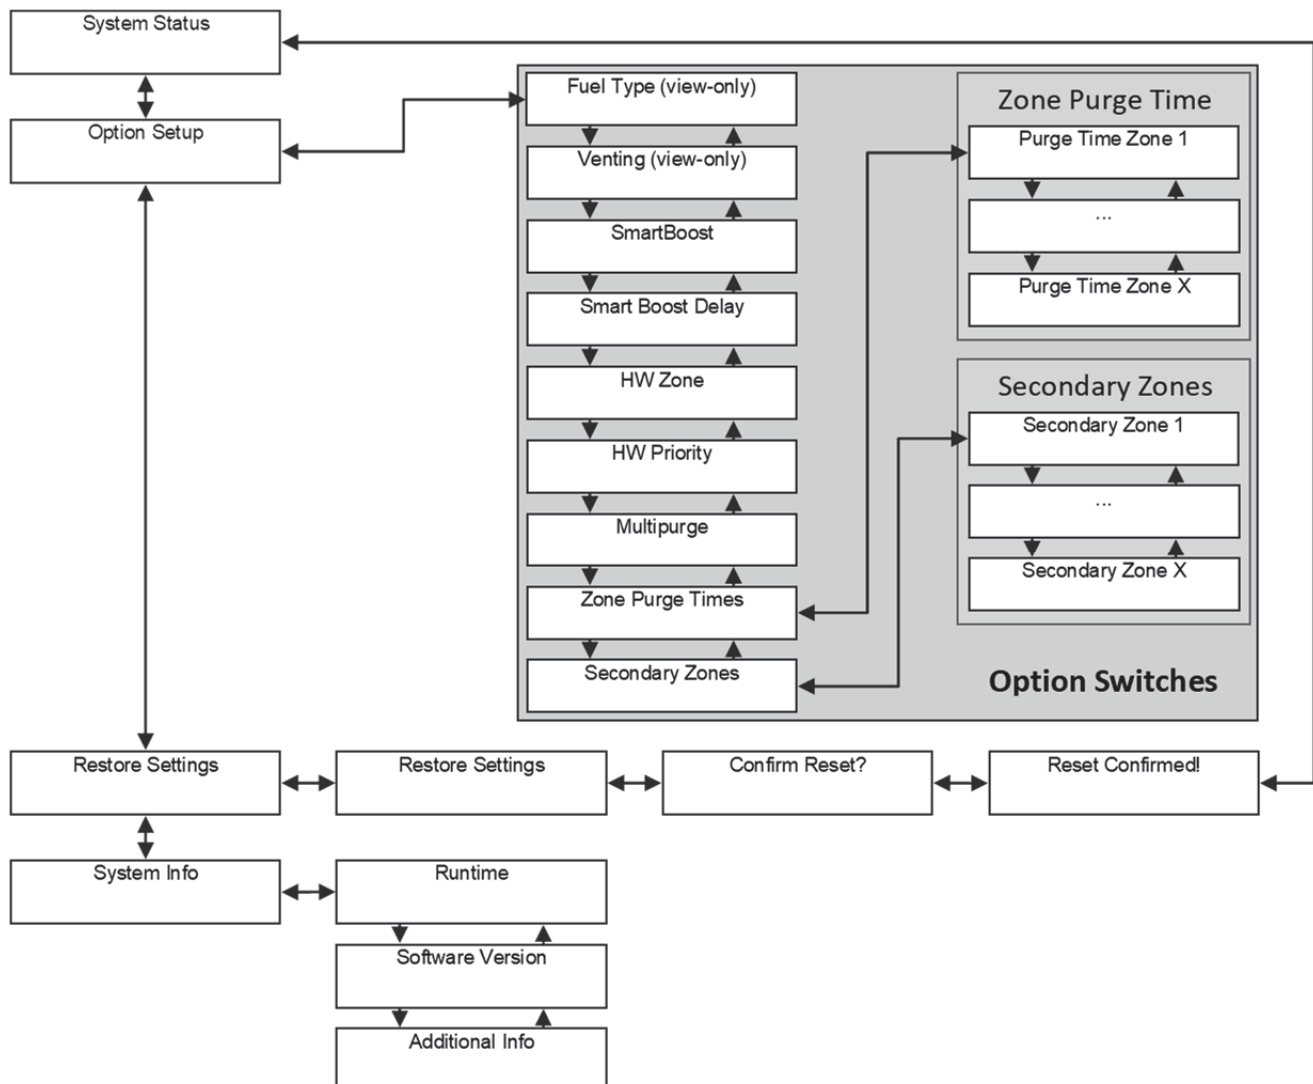 System Status
Option Setup
Fuel Type (view-only)
Venting (view-only)
SmartBoost
Smart Boost Delay
HW Zone
HW Priority
Multipurge
Zone Purge Times
Secondary Zones
Zone Purge Time
Purge Time Zone 1
...
Purge Time Zone X
Secondary Zones
Secondary Zone 1
...
Secondary Zone X
Option Switches
Restore Settings
Restore Settings
Confirm Reset?
Reset Confirmed!
System Info
Runtime
Software Version
Additional Info